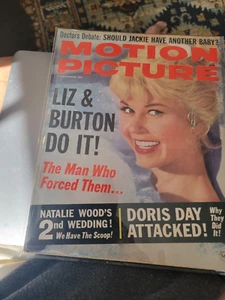 Doctors Debate: SHOULD JACKIE HAVE ANOTHER BABY?
MOTION
PICTURE
LIZ &
BURTON
DO IT!
The Man Who
Forced Them...
NATALIE WOOD'S
2nd WEDDING!
We Have The Scoop!
DORIS DAY
ATTACKED!
Why
They
Did
It!